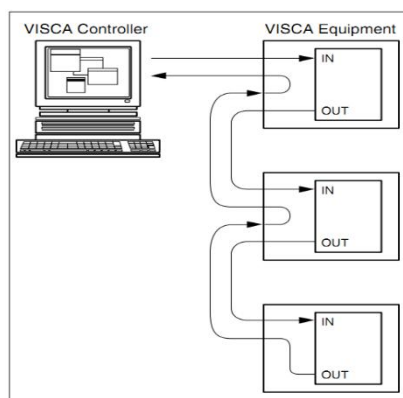 VISCA Controller
VISCA Equipment
IN
OUT
IN
OUT
IN
OUT